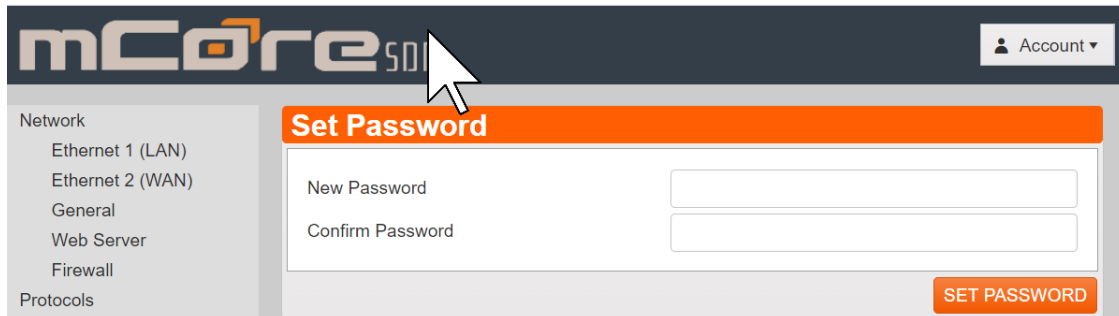 mCore
Account
Network
Ethernet 1 (LAN)
Ethernet 2 (WAN)
General
Web Server
Firewall
Protocols
Set Password
New Password
Confirm Password
SET PASSWORD